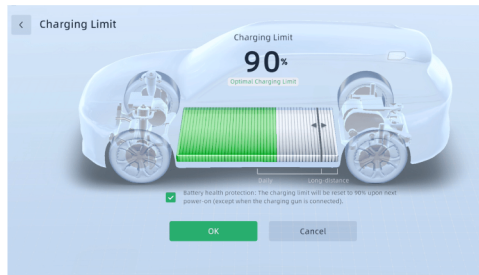 Charging Limit
Charging Limit
90%
Optimal Charging Limit
Daily
Long-distance
Battery health protection: The charging limit will be reset to 90% upon next
power-on (except when the charging gun is connected).
OK
Cancel